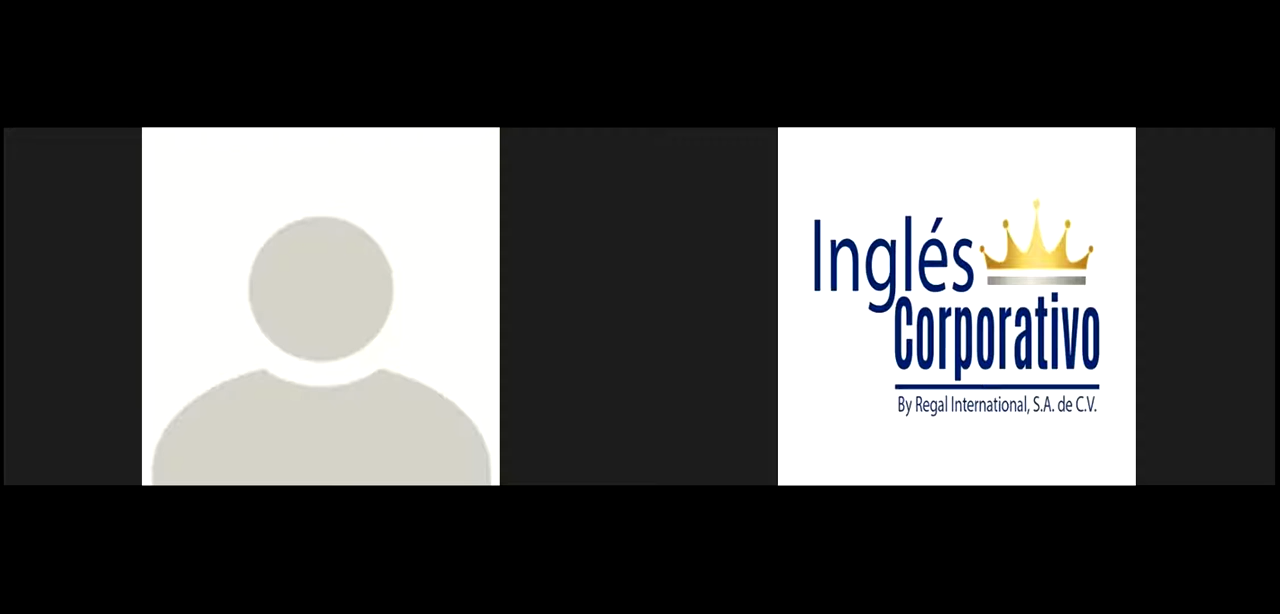 Inglés
Corporativo
By Regal International, S.A. de C.V.